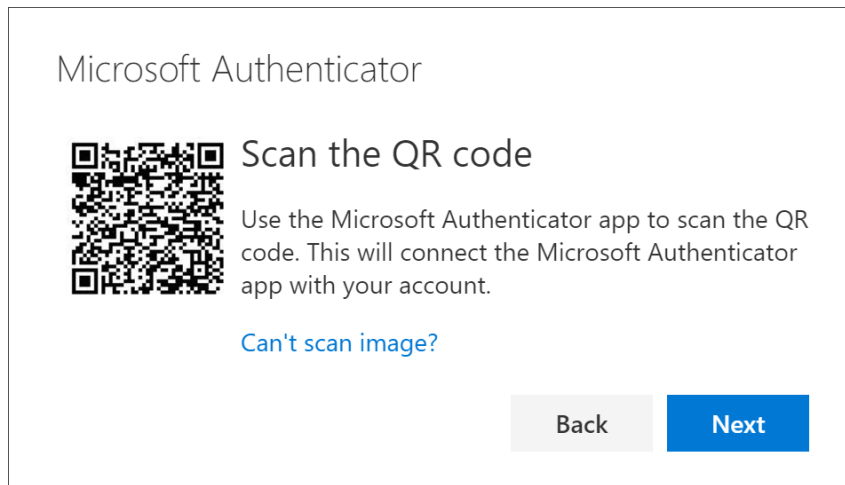 Microsoft Authenticator
Scan the QR code
Use the Microsoft Authenticator app to scan the QR
code. This will connect the Microsoft Authenticator
app with your account.
Can't scan image?
Back
Next